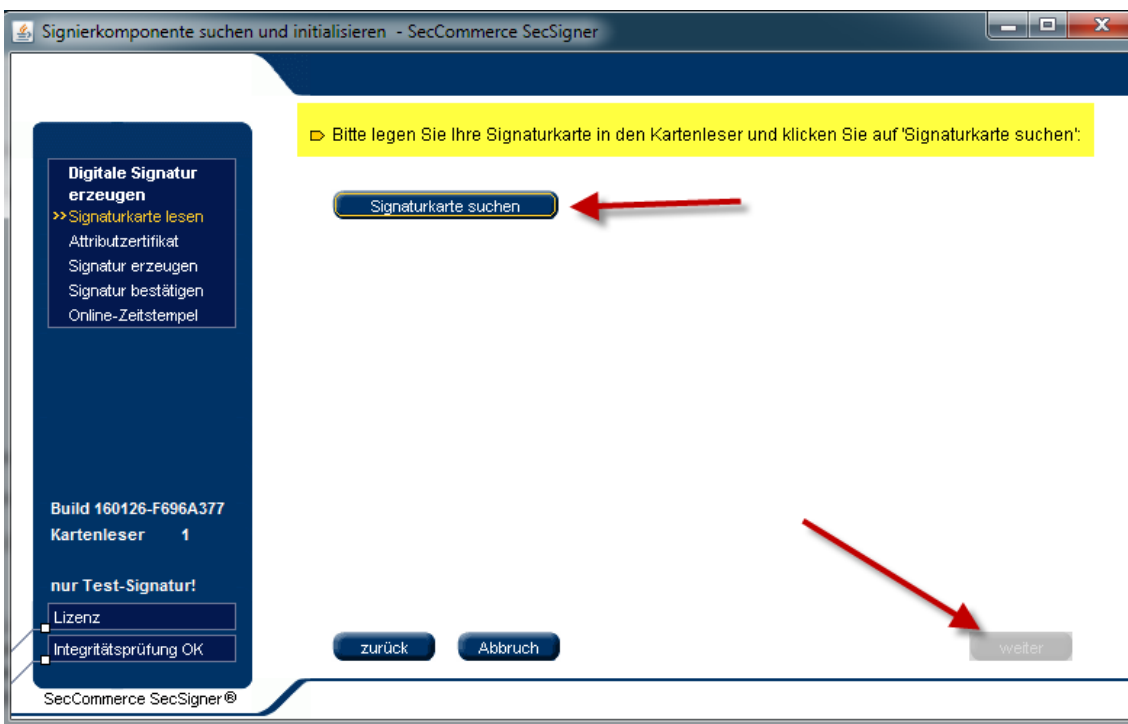 Signierkomponente suchen und initialisieren - SecCommerce SecSigner
Bitte legen Sie Ihre Signaturkarte in den Kartenleser und klicken Sie auf 'Signaturkarte suchen':
Digitale Signatur
erzeugen
>>Signaturkarte lesen
Attributzertifikat
Signatur erzeugen
Signatur bestätigen
Online-Zeitstempel
Signaturkarte suchen
Build 160126-F696A377
Kartenleser 1
nur Test-Signatur!
Lizenz
Integritätsprüfung OK
zurück Abbruch weiter
SecCommerce SecSigner®